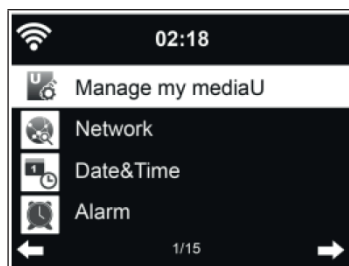 02:18
Manage my mediaU
Network
Date&Time
Alarm
1/15